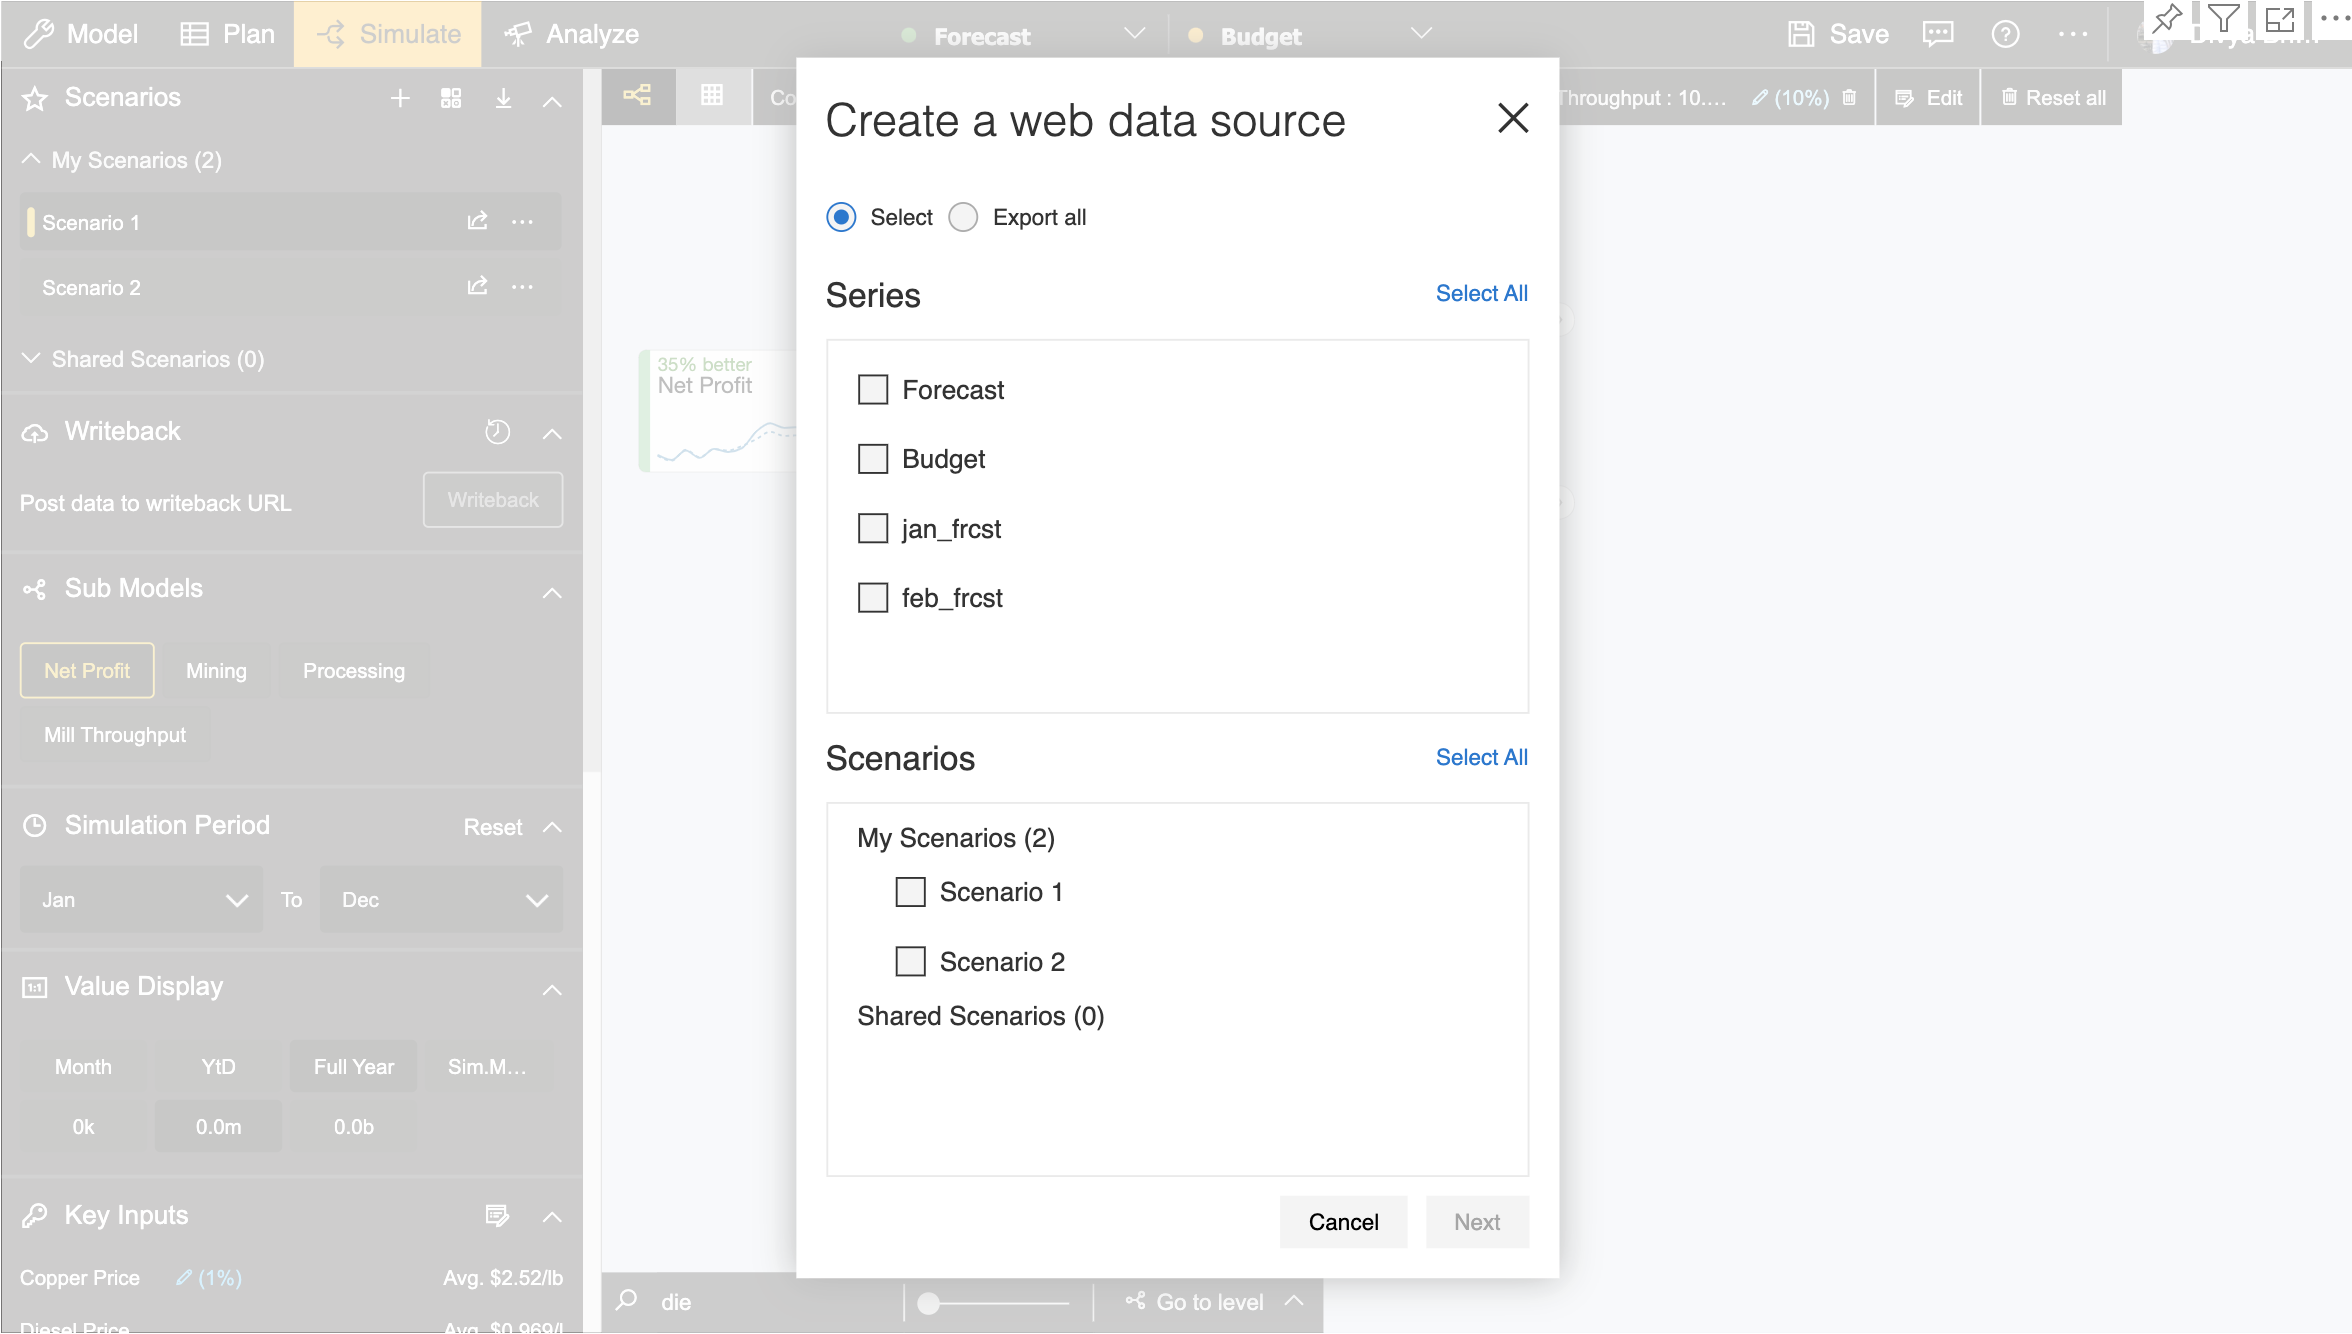 Model Plan Simulate Analyze Forecast Budget Save
Scenarios
My Scenarios (2)
Scenario 1
Scenario 2
Shared Scenarios (0)
Writeback
Post data to writeback URL Writeback
Sub Models
Net Profit Mining Processing
Mill Throughput
Simulation Period Reset
Jan To Dec
1:1 Value Display
Month YtD Full Year Sim.M...
0k 0.0m 0.0b
Key Inputs
Copper Price (1%) Avg. $2.52/lb
Diesel Price Avg. $0.969/l
Throughput : 10.... (10%) Edit Reset all
35% better
Net Profit
Create a web data source
Select Export all
Series Select All
Forecast
Budget
jan_frcst
feb_frcst
Scenarios Select All
My Scenarios (2)
Scenario 1
Scenario 2
Shared Scenarios (0)
Cancel Next
die Go to level